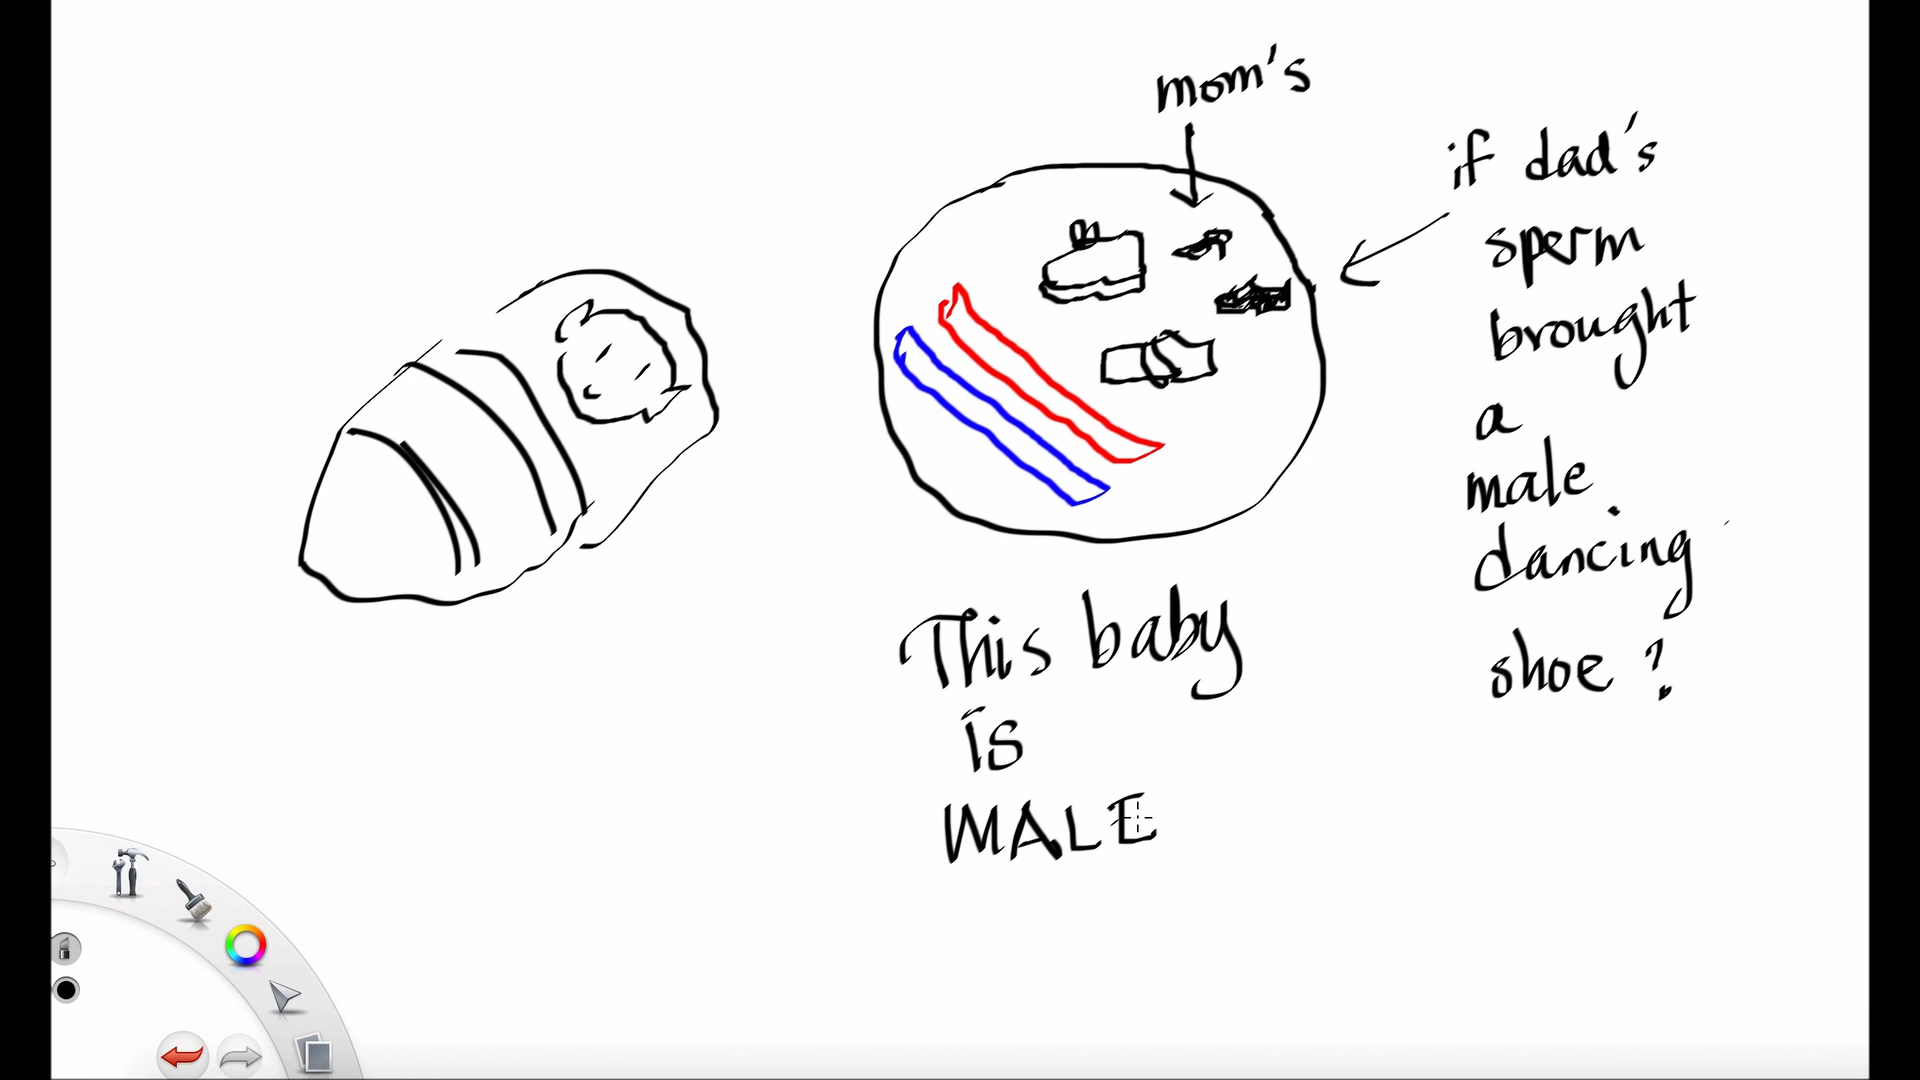 mom's
if dad's
sperm
brought
a
male
dancing
shoe?
This baby
is
MALE